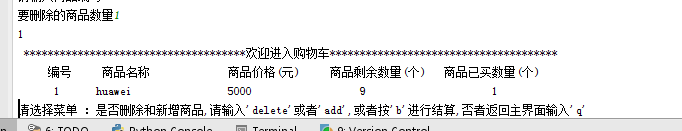 要删除的商品数量1
1
************************************欢迎进入购物车**************************************
编号 商品名称 商品价格(元) 商品剩余数量(个) 商品已买数量(个)
1 huawei 5000 9 1
请选择菜单 : 是否删除和新增商品,请输入'delete'或者'add',或者按'b'进行结算,否者返回主界面输入'q'
6: TODO Python Console Terminal 9: Version Control